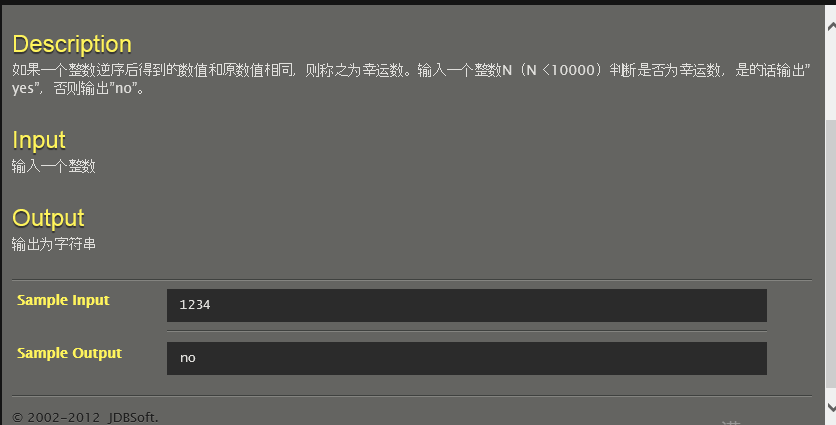 Description
如果一个整数逆序后得到的数值和原数值相同，则称之为幸运数。输入一个整数N（N <10000）判断是否为幸运数，是的话输出”
yes”，否则输出”no”。
Input
输入一个整数
Output
输出为字符串
Sample Input
1234
Sample Output
no
© 2002-2012 JDBSoft.